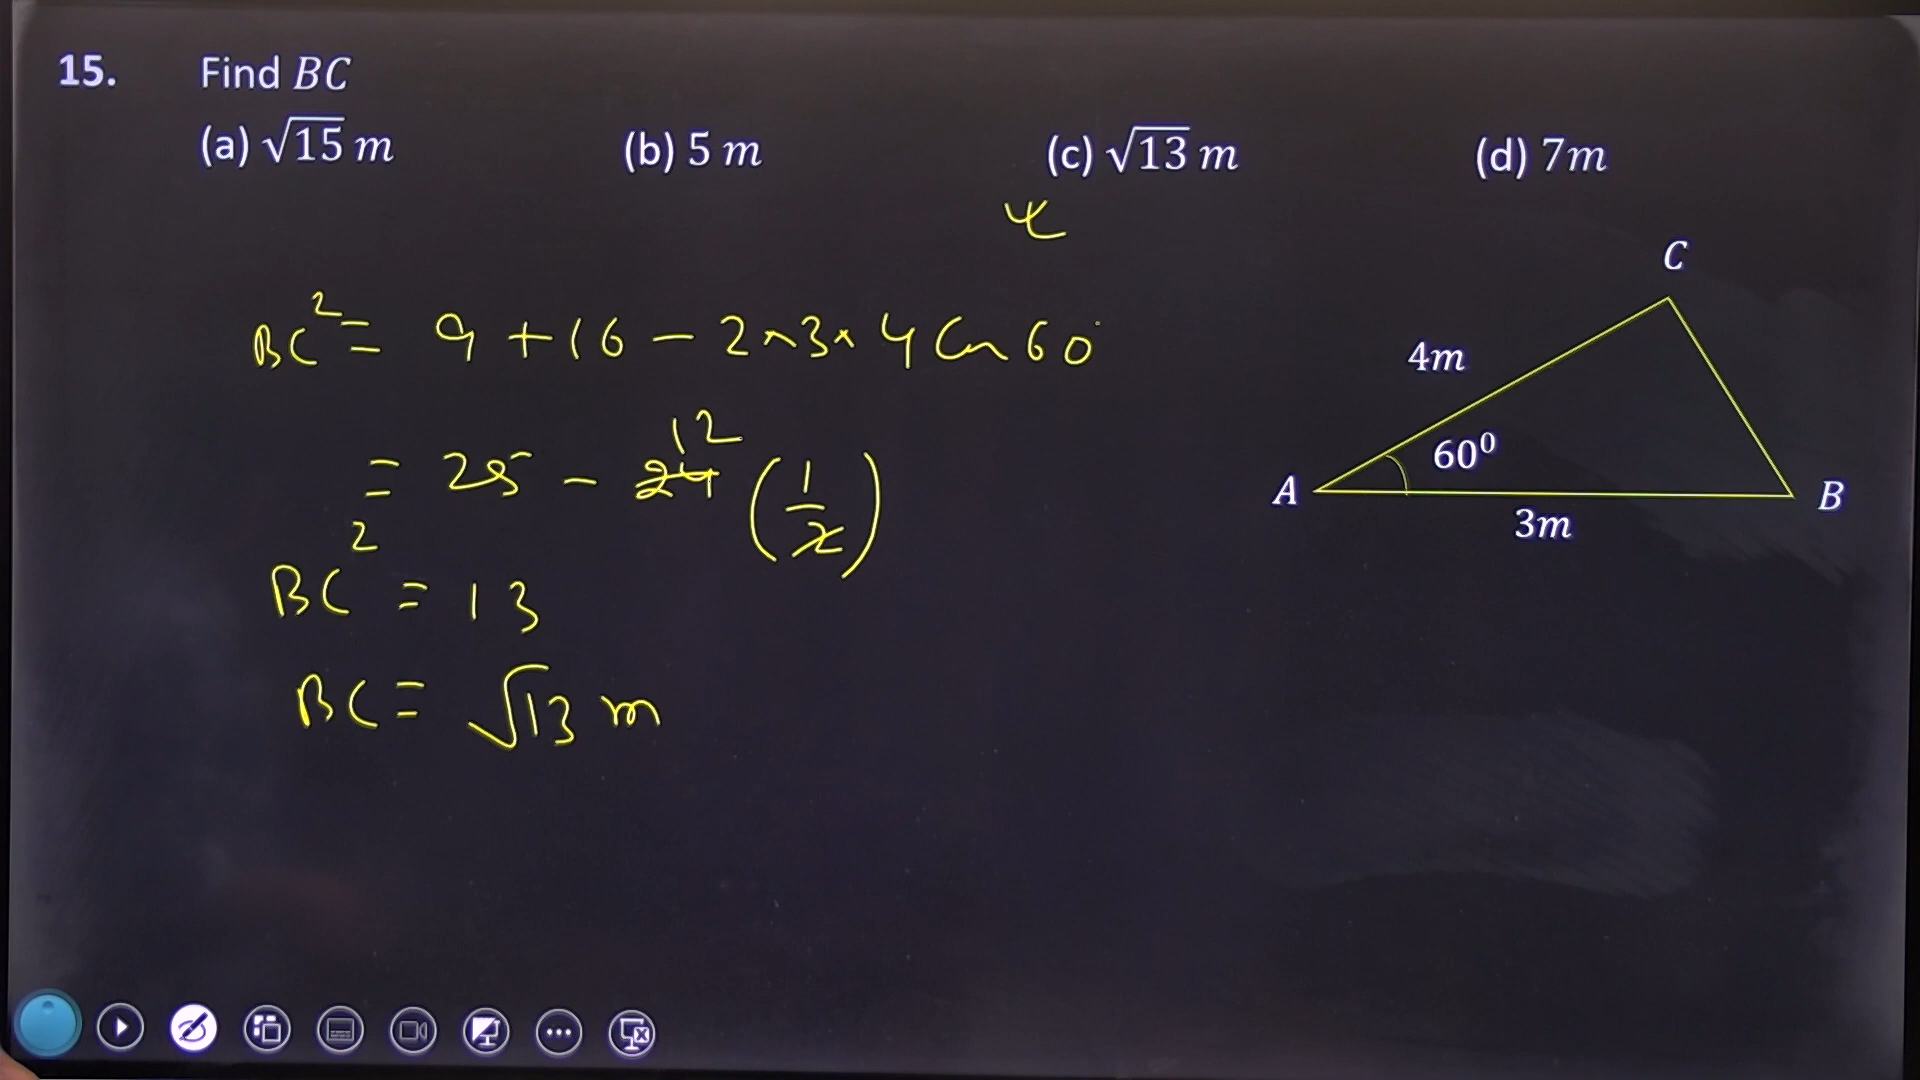 15. Find BC
(a) √15 m (b) 5 m (c) √13 m (d) 7m
BC² = 9 + 16 − 2×3×4 Cos 60°
= 25 − 24 12 (1/2)
BC² = 13
BC = √13 m
C
4m
60⁰
A
B
3m